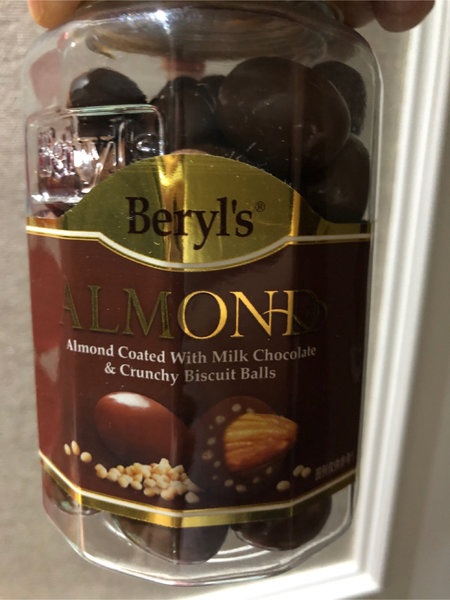 Beryl's®
ALMOND
Almond Coated With Milk Chocolate
& Crunchy Biscuit Balls